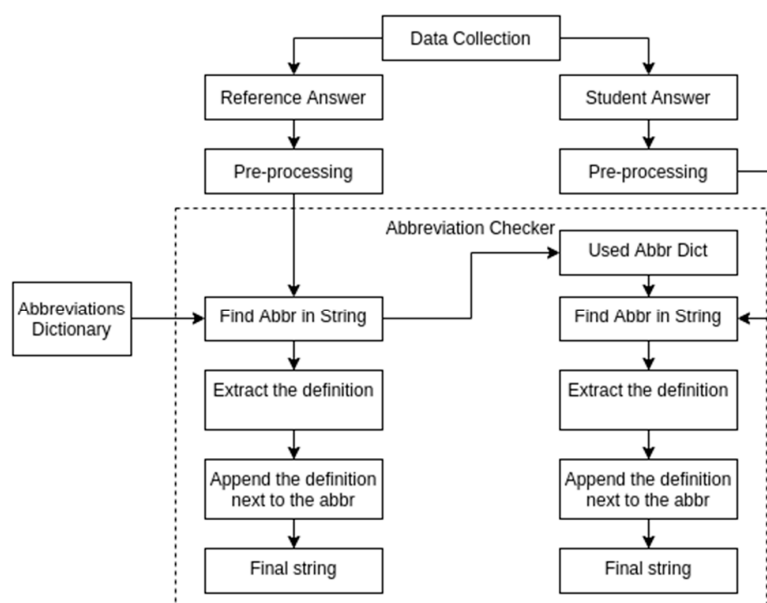 Data Collection
Reference Answer
Student Answer
Pre-processing
Pre-processing
Abbreviation Checker
Used Abbr Dict
Abbreviations
Dictionary
Find Abbr in String
Find Abbr in String
Extract the definition
Extract the definition
Append the definition
next to the abbr
Append the definition
next to the abbr
Final string
Final string